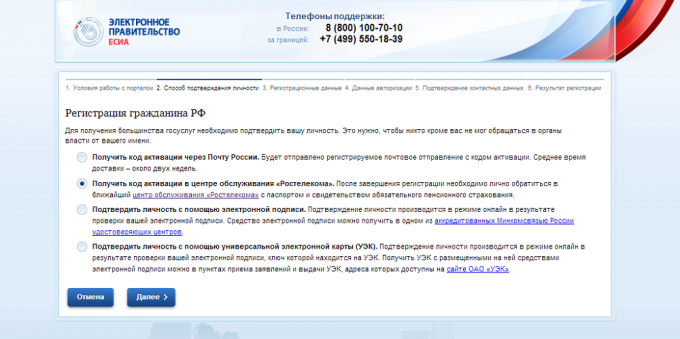 ЭЛЕКТРОННОЕ
ПРАВИТЕЛЬСТВО
ЕСИА
Телефоны поддержки:
в России: 8 (800) 100-70-10
за границей: +7 (499) 550-18-39
1. Условия работы с порталом 2. Способ подтверждения личности 3. Регистрационные данные 4. Данные авторизации 5. Подтверждение контактных данных 6. Результат регистрации
Регистрация гражданина РФ
Для получения большинства госуслуг необходимо подтвердить вашу личность. Это нужно, чтобы никто кроме вас не мог обращаться в органы
власти от вашего имени.
Получить код активации через Почту России. Будет отправлено регистрируемое почтовое отправление с кодом активации. Среднее время
доставки – около двух недель.
Получить код активации в центре обслуживания «Ростелекома». После завершения регистрации необходимо лично обратиться в
ближайший центр обслуживания «Ростелекома» с паспортом и свидетельством обязательного пенсионного страхования.
Подтвердить личность с помощью электронной подписи. Подтверждение личности производится в режиме онлайн в результате
проверки вашей электронной подписи. Средство электронной подписи можно получить в одном из аккредитованных Минкомсвязью России
удостоверяющих центров.
Подтвердить личность с помощью универсальной электронной карты (УЭК). Подтверждение личности производится в режиме онлайн в
результате проверки вашей электронной подписи, ключ которой находится на УЭК. Получить УЭК с размещенными на ней средствами
электронной подписи можно в пунктах приема заявлений и выдачи УЭК, адреса которых доступны на сайте ОАО «УЭК».
Отмена Далее